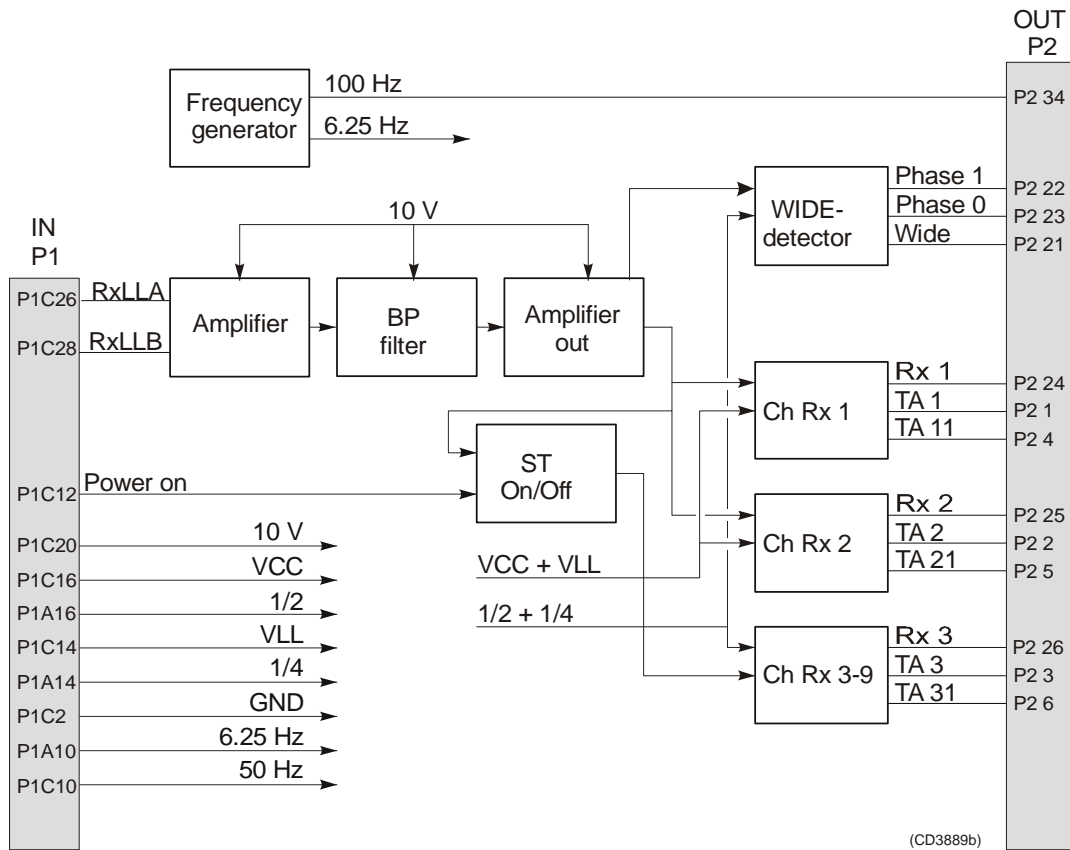 OUT
P2
Frequency
generator
100 Hz
6.25 Hz
P2 34
IN
P1
10 V
WIDE-
detector
Phase 1
Phase 0
Wide
P2 22
P2 23
P2 21
P1C26
RxLLA
P1C28
RxLLB
Amplifier
BP
filter
Amplifier
out
Ch Rx 1
Rx 1
TA 1
TA 11
P2 24
P2 1
P2 4
P1C12
Power on
ST
On/Off
Ch Rx 2
Rx 2
TA 2
TA 21
P2 25
P2 2
P2 5
P1C20
10 V
P1C16
VCC
P1A16
1/2
P1C14
VLL
P1A14
1/4
P1C2
GND
P1A10
6.25 Hz
P1C10
50 Hz
VCC + VLL
1/2 + 1/4
Ch Rx 3-9
Rx 3
TA 3
TA 31
P2 26
P2 3
P2 6
(CD3889b)